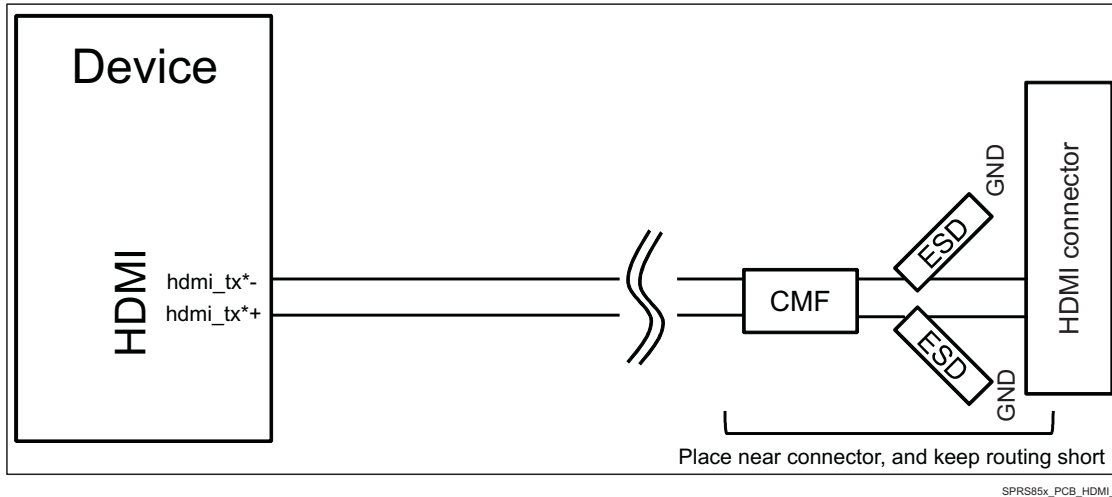 Device
HDMI
hdmi_tx*-
hdmi_tx*+
CMF
ESD
GND
ESD
GND
HDMI connector
Place near connector, and keep routing short
SPRS85x_PCB_HDMI_